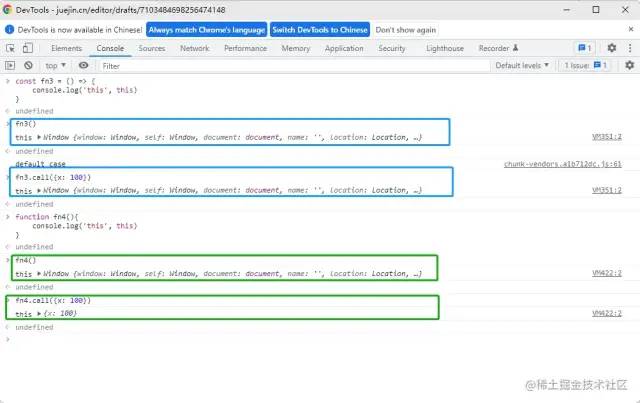 DevTools - juejin.cn/editor/drafts/7103484698256474148
DevTools is now available in Chinese! Always match Chrome's language Switch DevTools to Chinese Don't show again
Elements Console Sources Network Performance Memory Application Security Lighthouse Recorder 1
top Filter Default levels 1 Issue: 1
> const fn3 = () => {
console.log('this', this)
}
undefined
> fn3()
this Window {window: Window, self: Window, document: document, name: '', location: Location, …} VM351:2
undefined
default case chunk-vendors.a1b712dc.js:61
> fn3.call({x: 100})
this Window {window: Window, self: Window, document: document, name: '', location: Location, …} VM351:2
undefined
> function fn4(){
console.log('this', this)
}
undefined
> fn4()
this Window {window: Window, self: Window, document: document, name: '', location: Location, …} VM422:2
undefined
> fn4.call({x: 100})
this {x: 100} VM422:2
undefined
>
@稀土掘金技术社区